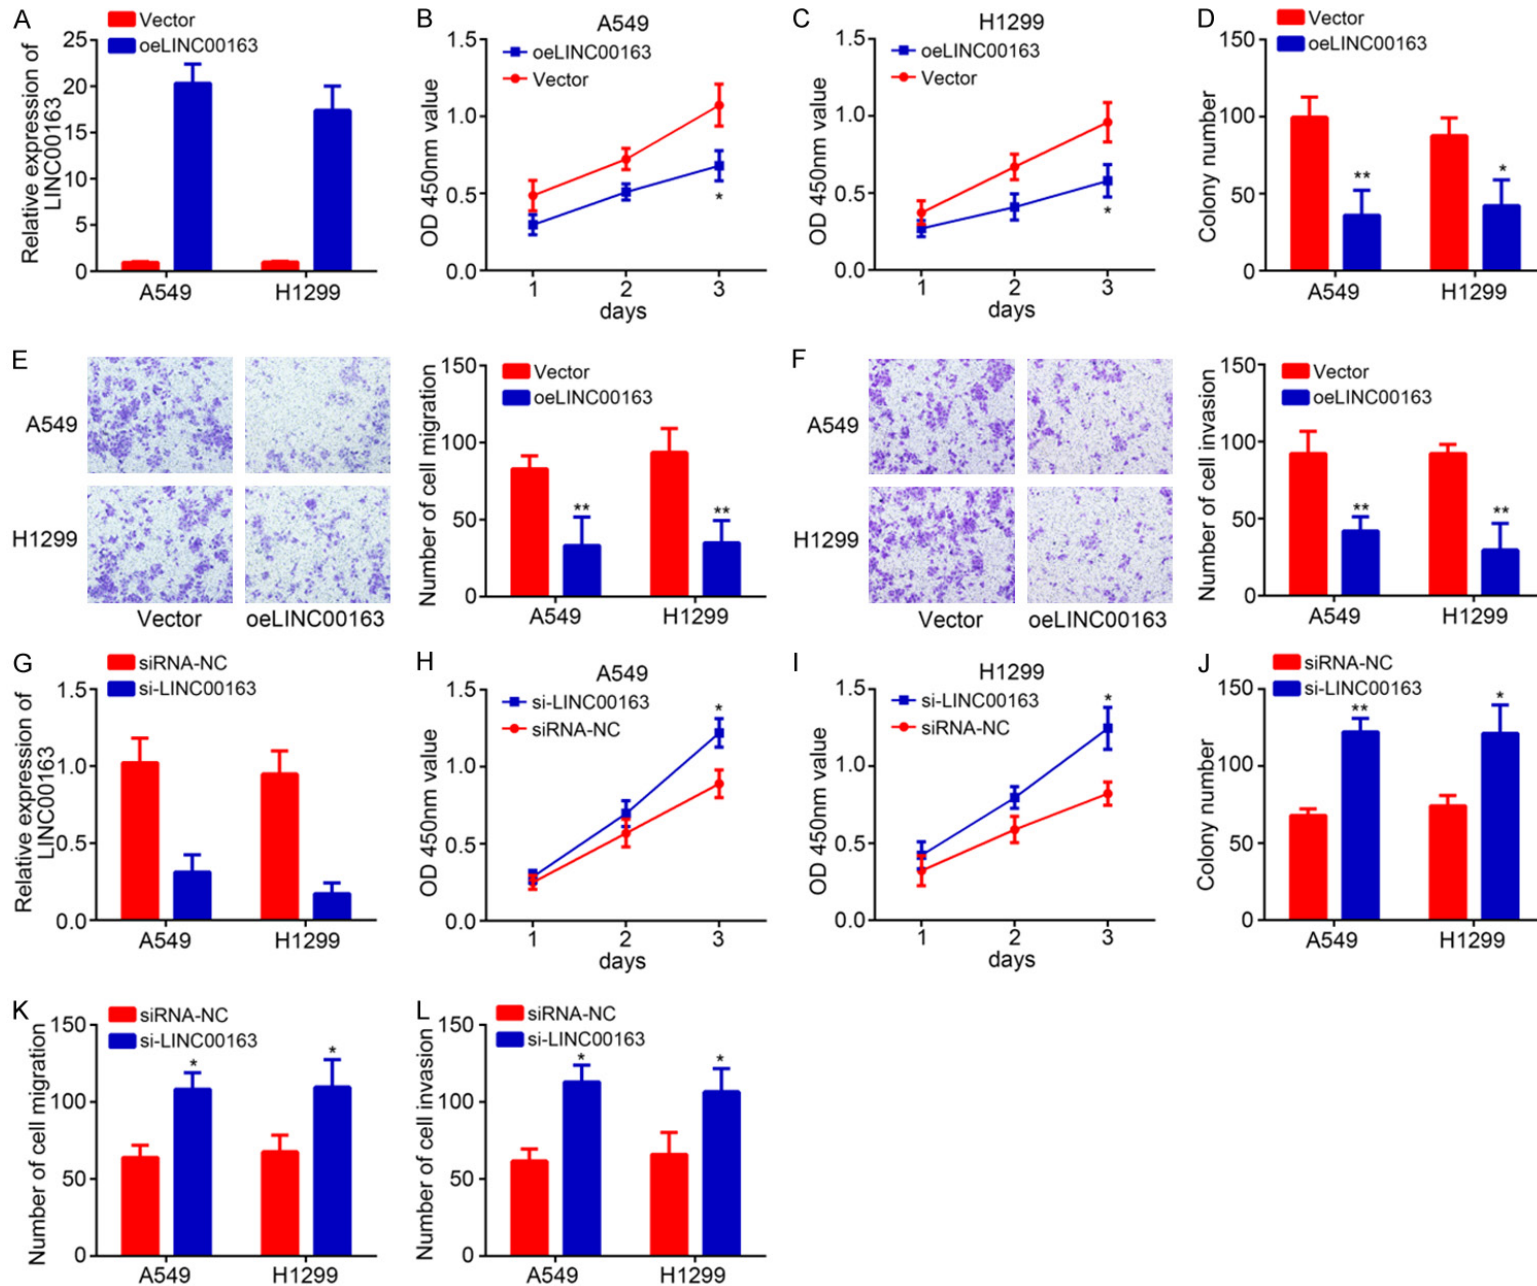 A
Vector
oeLINC00163
Relative expression of
LINC00163
25
20
15
10
5
0
A549
H1299
B
A549
oeLINC00163
Vector
OD 450nm value
1.5
1.0
0.5
0.0
*
1
2
3
days
C
H1299
oeLINC00163
Vector
OD 450nm value
1.5
1.0
0.5
0.0
*
1
2
3
days
D
Vector
oeLINC00163
Colony number
150
100
50
0
**
*
A549
H1299
E
A549
H1299
Vector
oeLINC00163
Number of cell migration
150
100
50
0
Vector
oeLINC00163
**
**
A549
H1299
F
A549
H1299
Vector
oeLINC00163
Number of cell invasion
150
100
50
0
Vector
oeLINC00163
**
**
A549
H1299
G
siRNA-NC
si-LINC00163
Relative expression of
LINC00163
1.5
1.0
0.5
0.0
A549
H1299
H
A549
si-LINC00163
siRNA-NC
OD 450nm value
1.5
1.0
0.5
0.0
*
1
2
3
days
I
H1299
si-LINC00163
siRNA-NC
OD 450nm value
1.5
1.0
0.5
0.0
*
1
2
3
days
J
siRNA-NC
si-LINC00163
Colony number
150
100
50
0
**
*
A549
H1299
K
siRNA-NC
si-LINC00163
Number of cell migration
150
100
50
0
*
*
A549
H1299
L
siRNA-NC
si-LINC00163
Number of cell invasion
150
100
50
0
*
*
A549
H1299